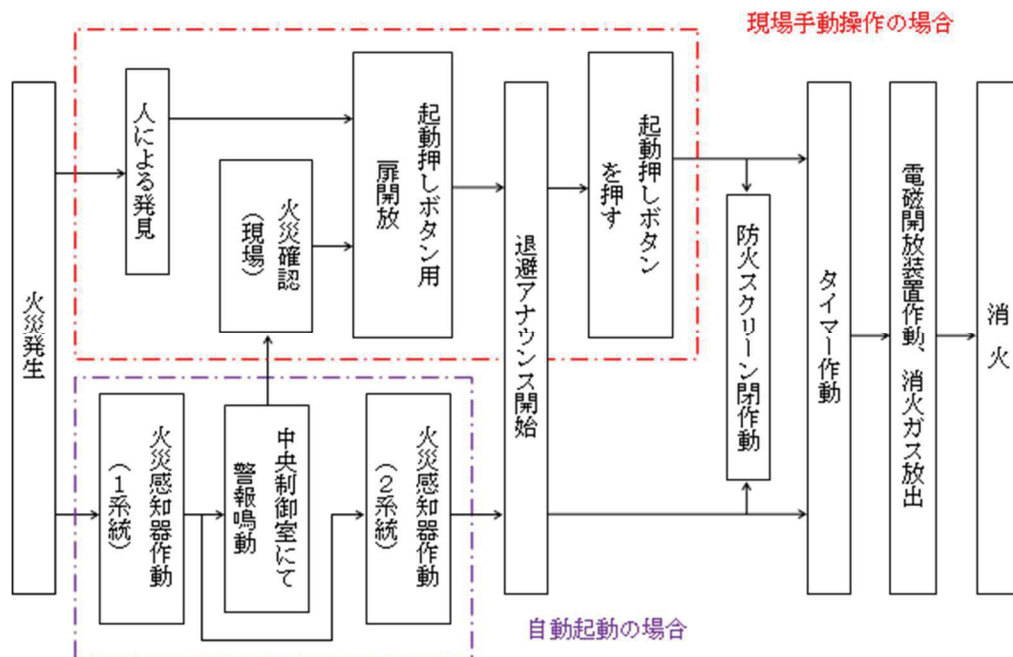 現場手動操作の場合
火災発生
人による発見
火災確認
(現場)
起動押しボタン用
扉開放
退避アナウンス開始
起動押しボタン
を押す
防火スクリーン閉作動
タイマー作動
電磁開放装置作動、消火ガス放出
消火
火災感知器作動
(1系統)
中央制御室にて
警報鳴動
火災感知器作動
(2系統)
自動起動の場合